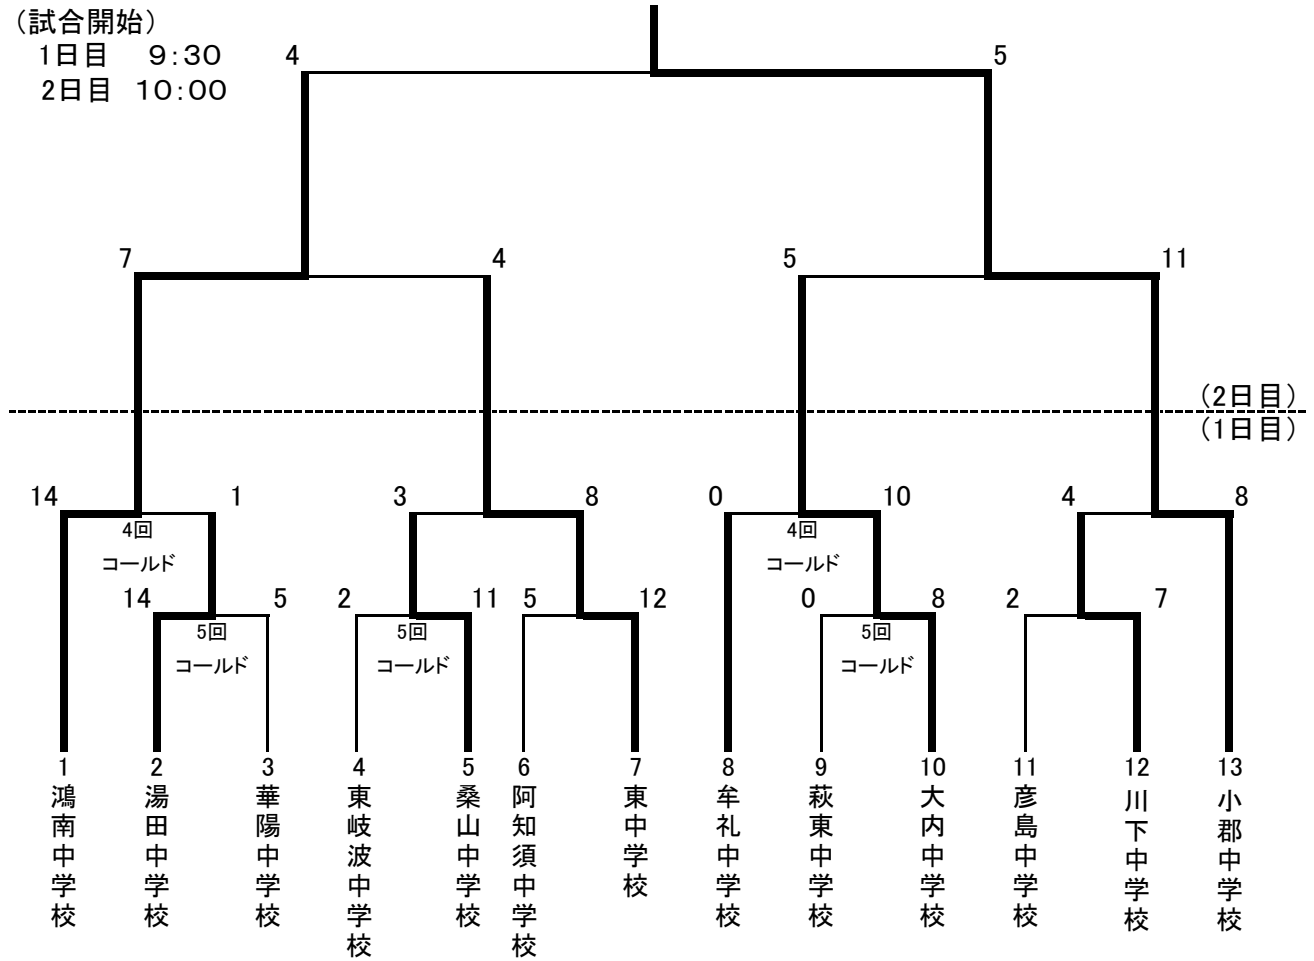 （試合開始）
1日目　9:30
2日目　10:00
4
5
7
4
5
11
（2日目）
（1日目）
14
1
3
8
0
10
4
8
4回
コールド
4回
コールド
14
5
2
11
5
12
0
8
2
7
5回
コールド
5回
コールド
5回
コールド
1
鴻南中学校
2
湯田中学校
3
華陽中学校
4
東岐波中学校
5
桑山中学校
6
阿知須中学校
7
東中学校
8
牟礼中学校
9
萩東中学校
10
大内中学校
11
彦島中学校
12
川下中学校
13
小郡中学校